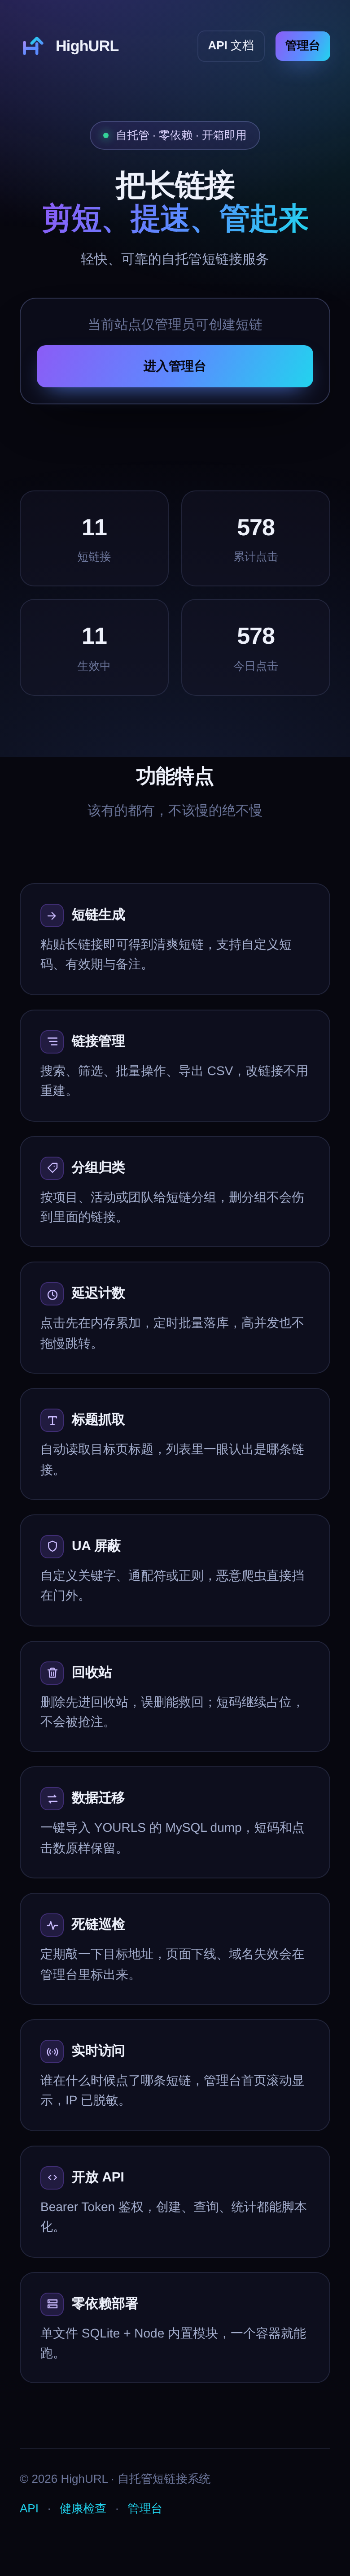 HighURL
API 文档
管理台
自托管 · 零依赖 · 开箱即用
把长链接
剪短、提速、管起来
轻快、可靠的自托管短链接服务
当前站点仅管理员可创建短链
进入管理台
11
短链接
578
累计点击
11
生效中
578
今日点击
功能特点
该有的都有，不该慢的绝不慢
短链生成
粘贴长链接即可得到清爽短链，支持自定义短
码、有效期与备注。
链接管理
搜索、筛选、批量操作、导出 CSV，改链接不用
重建。
分组归类
按项目、活动或团队给短链分组，删分组不会伤
到里面的链接。
延迟计数
点击先在内存累加，定时批量落库，高并发也不
拖慢跳转。
标题抓取
自动读取目标页标题，列表里一眼认出是哪条链
接。
UA 屏蔽
自定义关键字、通配符或正则，恶意爬虫直接挡
在门外。
回收站
删除先进回收站，误删能救回；短码继续占位，
不会被抢注。
数据迁移
一键导入 YOURLS 的 MySQL dump，短码和点
击数原样保留。
死链巡检
定期敲一下目标地址，页面下线、域名失效会在
管理台里标出来。
实时访问
谁在什么时候点了哪条短链，管理台首页滚动显
示，IP 已脱敏。
开放 API
Bearer Token 鉴权，创建、查询、统计都能脚本
化。
零依赖部署
单文件 SQLite + Node 内置模块，一个容器就能
跑。
© 2026 HighURL · 自托管短链接系统
API · 健康检查 · 管理台